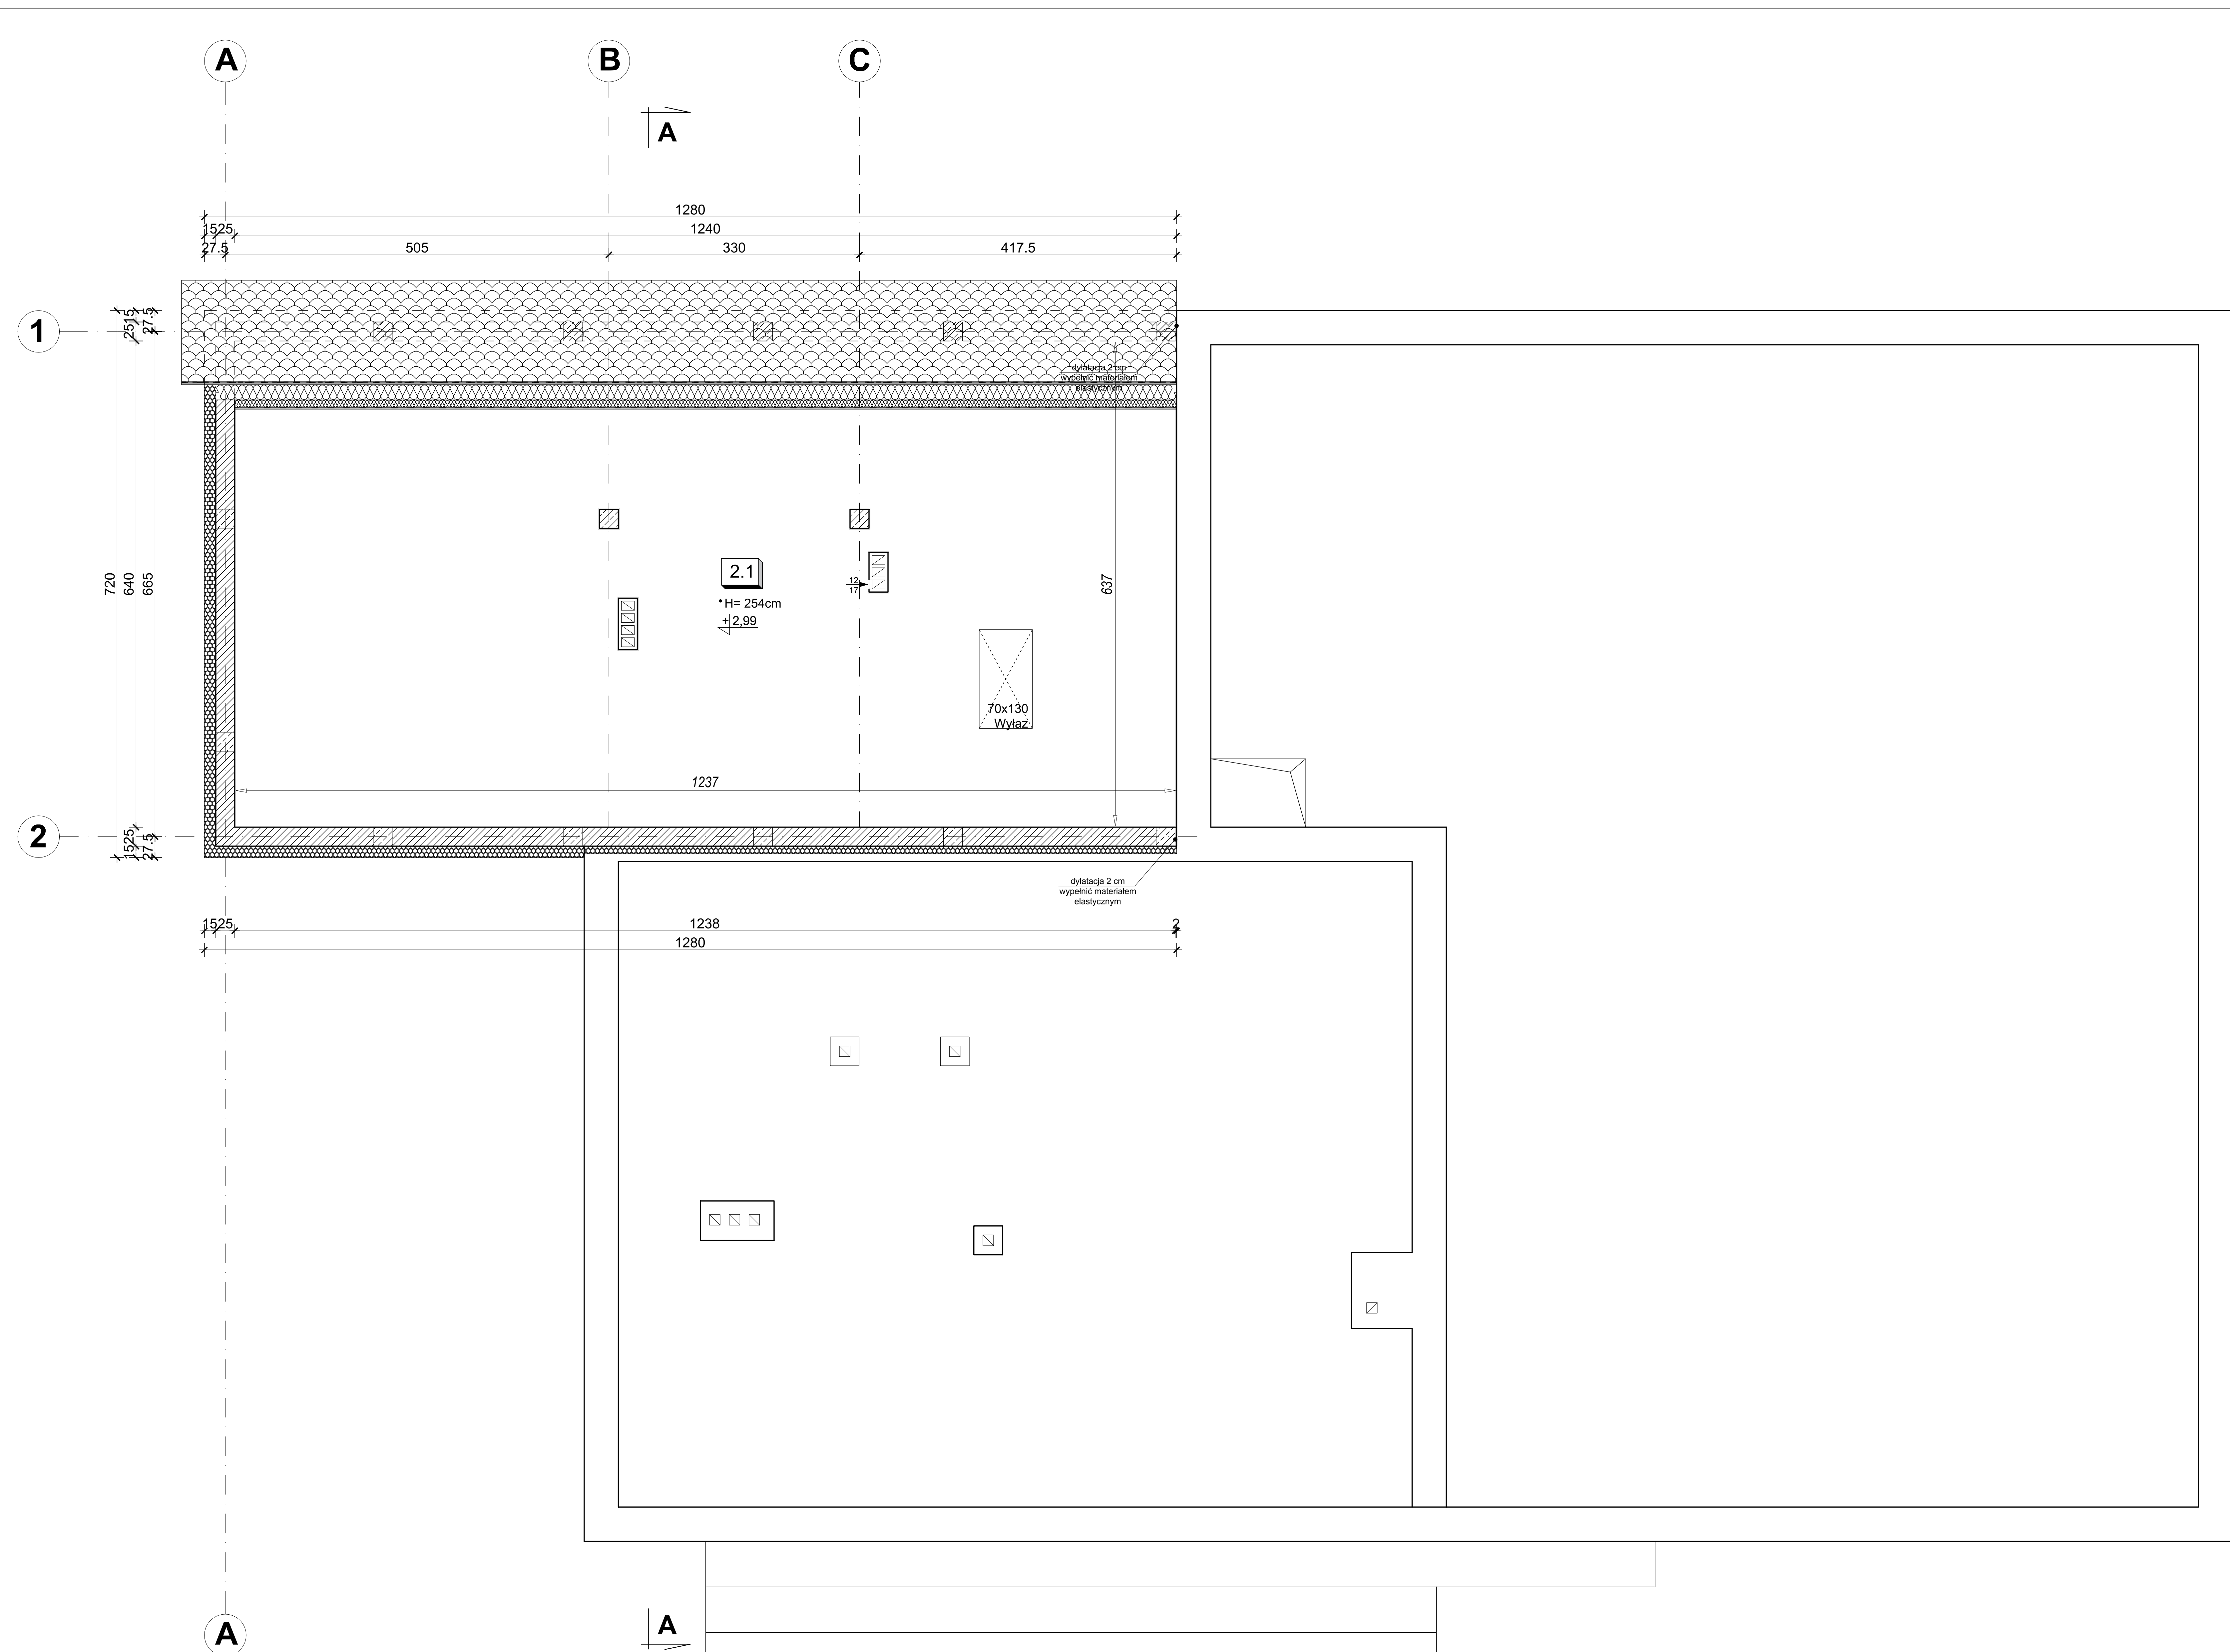 A
B
C
A
1280
1525
1240
27.5
505
330
417.5
1
2515
27.5
dylatacja 2 cm
wypełnić materiałem
elastycznym
720
640
665
637
2.1
H= 254cm
+ 2,99
12
17
70x130
Wyłaz
1237
2
1525
27.5
dylatacja 2 cm
wypełnić materiałem
elastycznym
1525
1238
2
1280
A
A